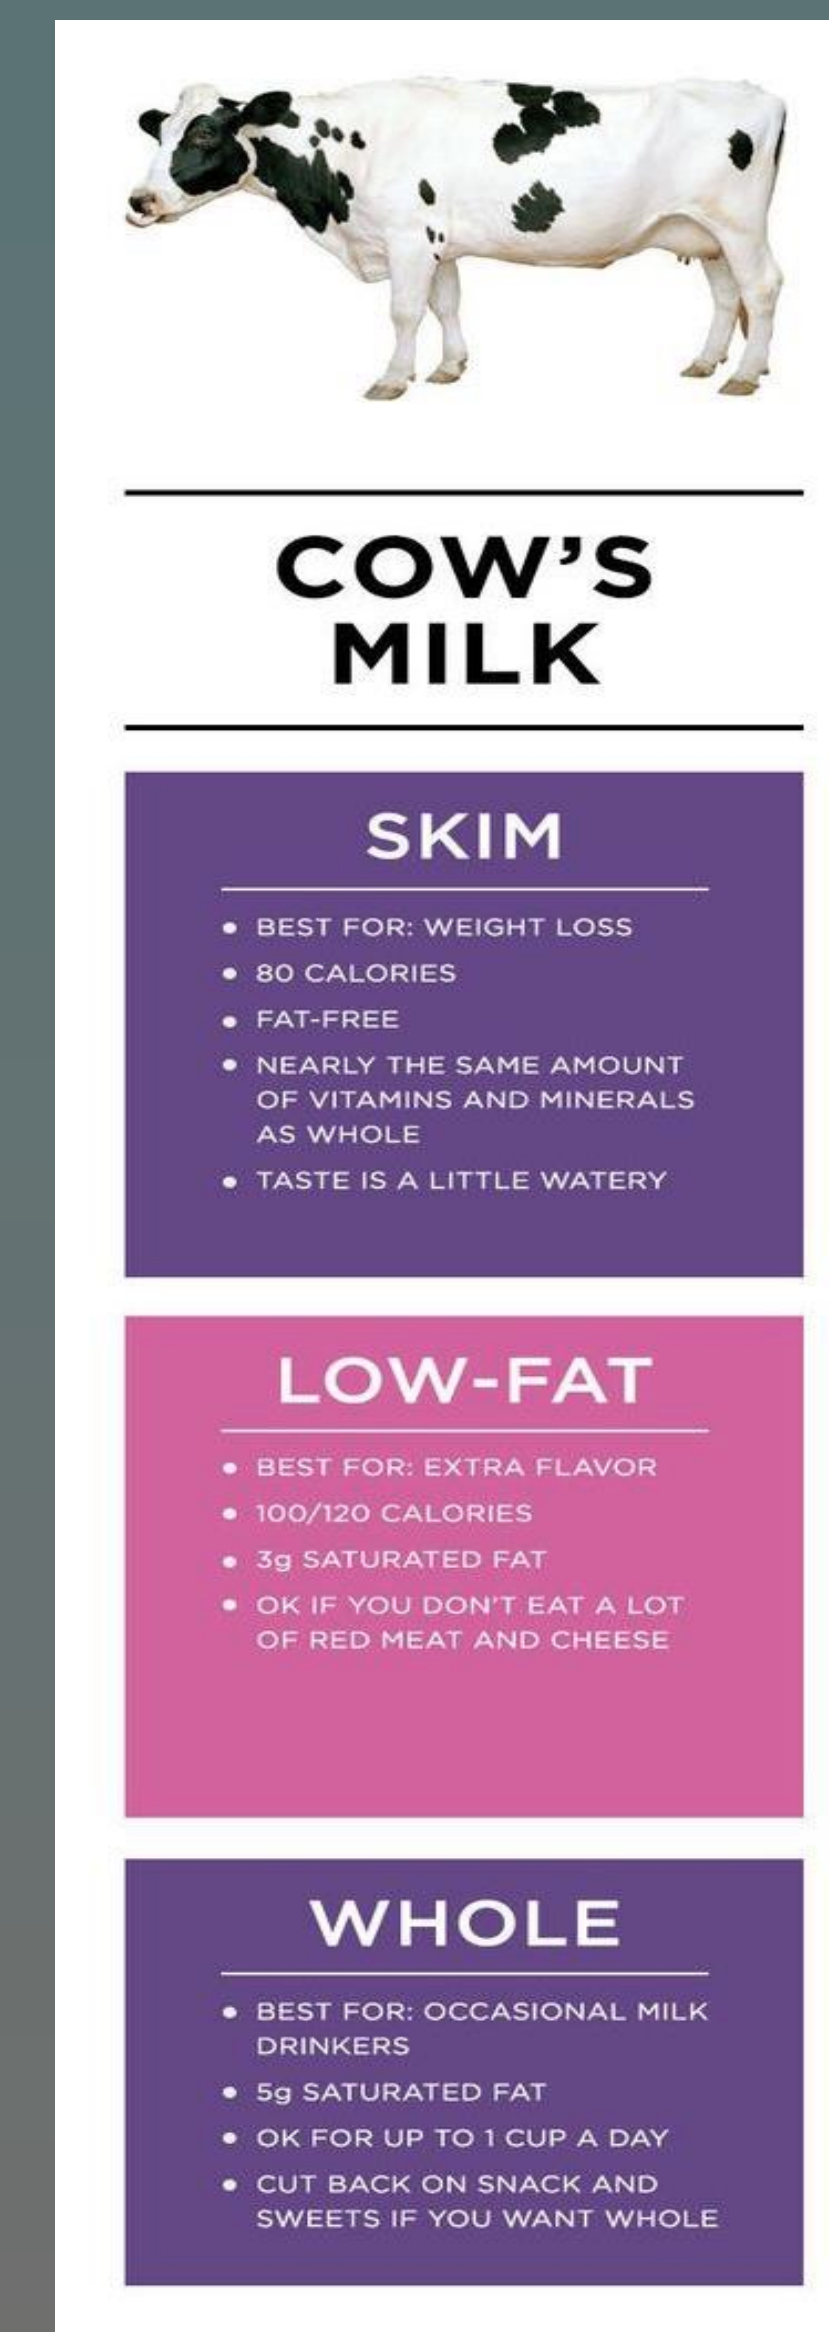 COW'S
MILK
SKIM
• BEST FOR: WEIGHT LOSS
• 80 CALORIES
• FAT-FREE
• NEARLY THE SAME AMOUNT
OF VITAMINS AND MINERALS
AS WHOLE
• TASTE IS A LITTLE WATERY
LOW-FAT
• BEST FOR: EXTRA FLAVOR
• 100/120 CALORIES
• 3g SATURATED FAT
• OK IF YOU DON'T EAT A LOT
OF RED MEAT AND CHEESE
WHOLE
• BEST FOR: OCCASIONAL MILK
DRINKERS
• 5g SATURATED FAT
• OK FOR UP TO 1 CUP A DAY
• CUT BACK ON SNACK AND
SWEETS IF YOU WANT WHOLE